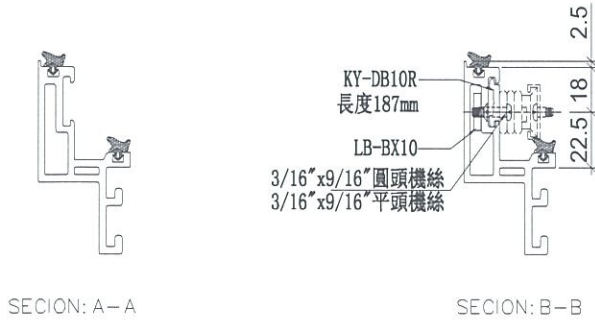 2.5
18
22.5
KY-DB10R
長度187mm
LB-BX10
3/16"x9/16"圓頭機絲
3/16"x9/16"平頭機絲
SECION: A-A
SECION: B-B